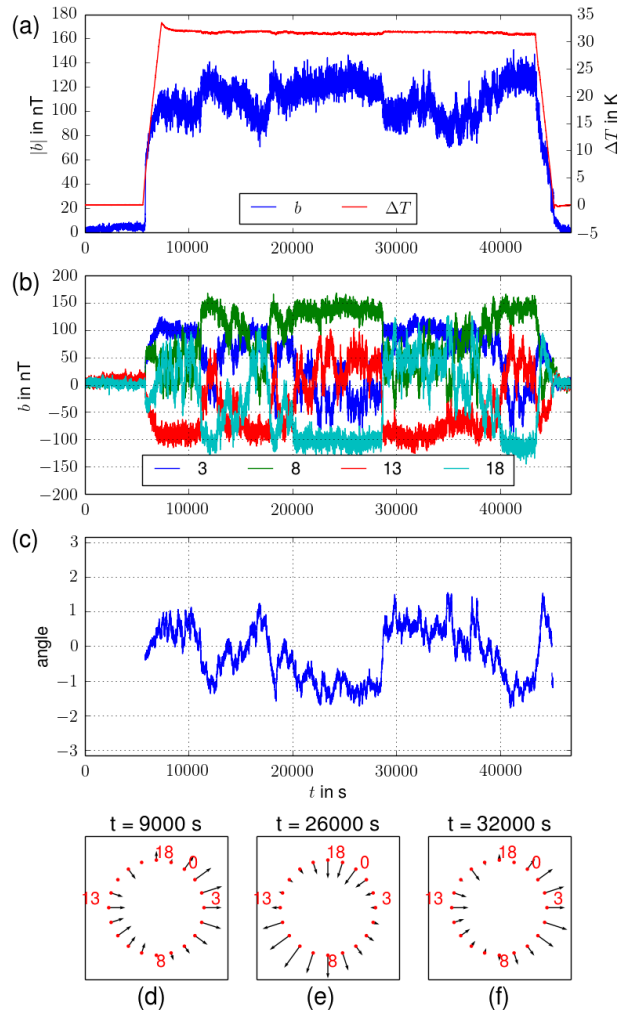 (a)
180
160
140
120
100
80
60
40
20
0
|b| in nT
35
30
25
20
15
10
5
0
−5
ΔT in K
b ΔT
0 10000 20000 30000 40000
(b)
200
150
100
50
0
−50
−100
−150
−200
b in nT
3 8 13 18
0 10000 20000 30000 40000
(c)
3
2
1
0
−1
−2
−3
angle
0 10000 20000 30000 40000
t in s
t = 9000 s t = 26000 s t = 32000 s
18 0 18 0 18 0
13 3 13 3 13 3
8 8 8
(d) (e) (f)